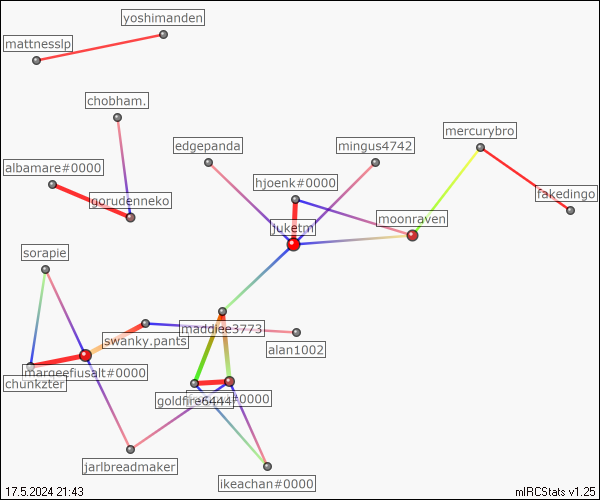 yoshimanden
mattnesslp
chobham.
mercurybro
edgepanda
mingus4742
albamare#0000
hjoenk#0000
fakedingo
gorudenneko
moonraven
juketm
sorapie
maddiee3773
swanky.pants
alan1002
margeefiusalt#0000
chunkzter
goldfire6444
#0000
jarlbreadmaker
ikeachan#0000
17.5.2024 21:43
mIRCStats v1.25